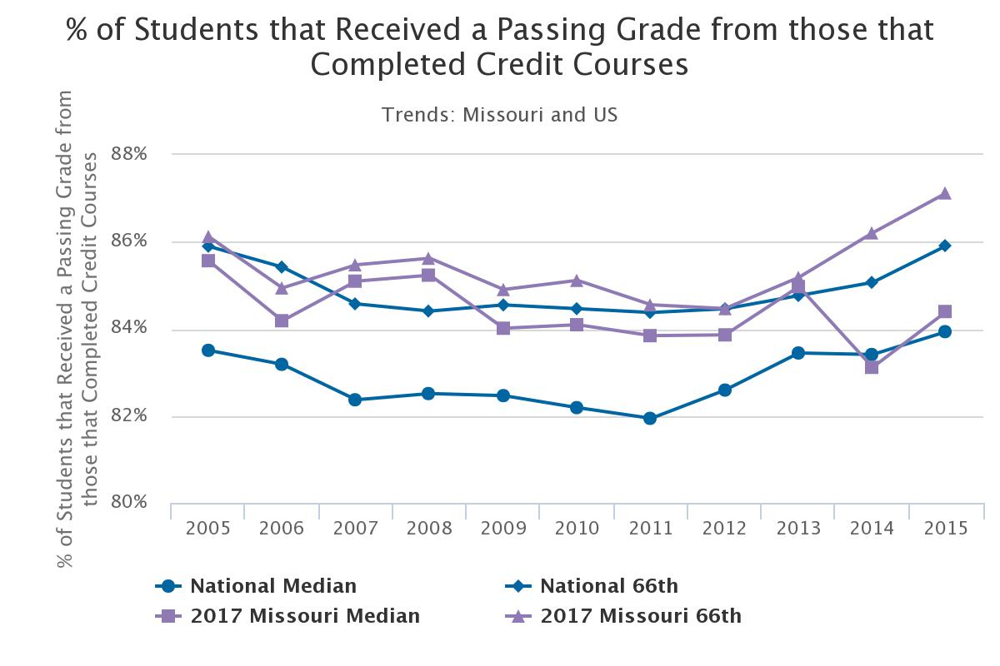 % of Students that Received a Passing Grade from those that
Completed Credit Courses
Trends: Missouri and US
% of Students that Received a Passing Grade from
those that Completed Credit Courses
88%
86%
84%
82%
80%
2005 2006 2007 2008 2009 2010 2011 2012 2013 2014 2015
National Median National 66th
2017 Missouri Median 2017 Missouri 66th